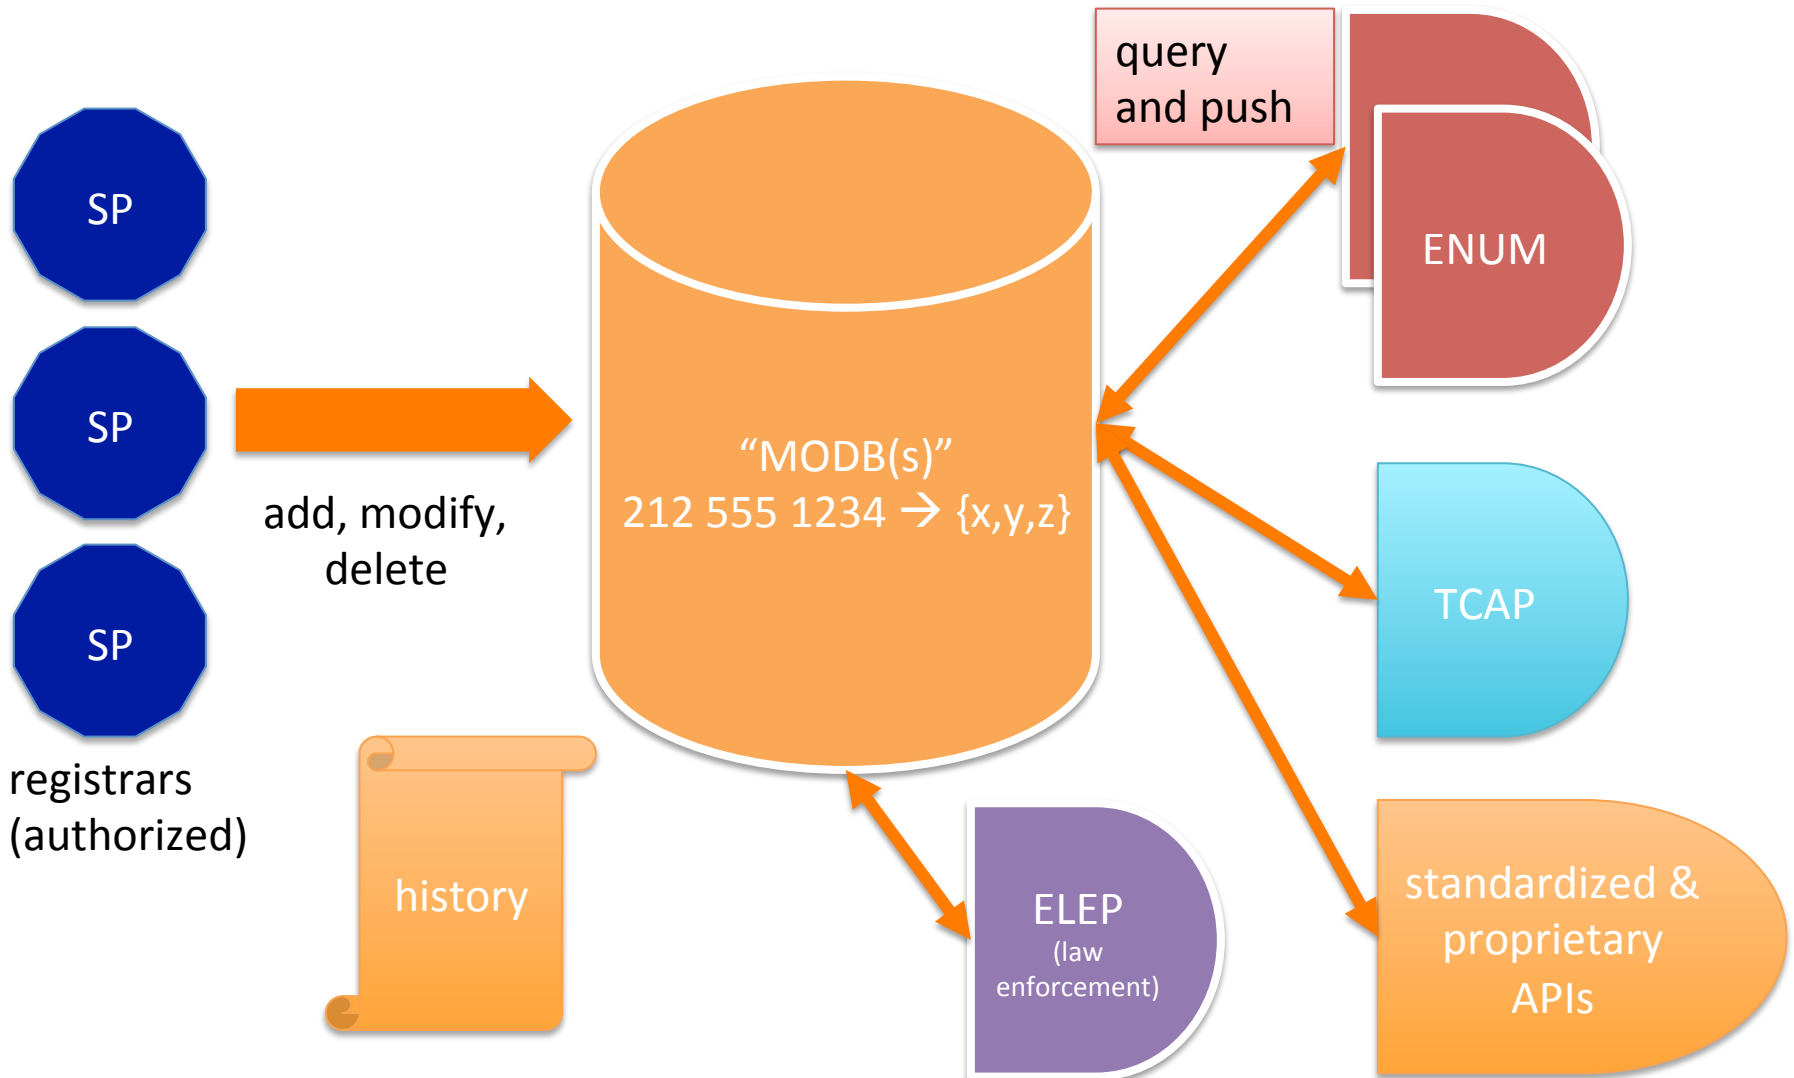 SP
SP
SP
registrars
(authorized)
add, modify,
delete
history
“MODB(s)”
212 555 1234 → {x,y,z}
query
and push
ENUM
TCAP
standardized &
proprietary
APIs
ELEP
(law
enforcement)